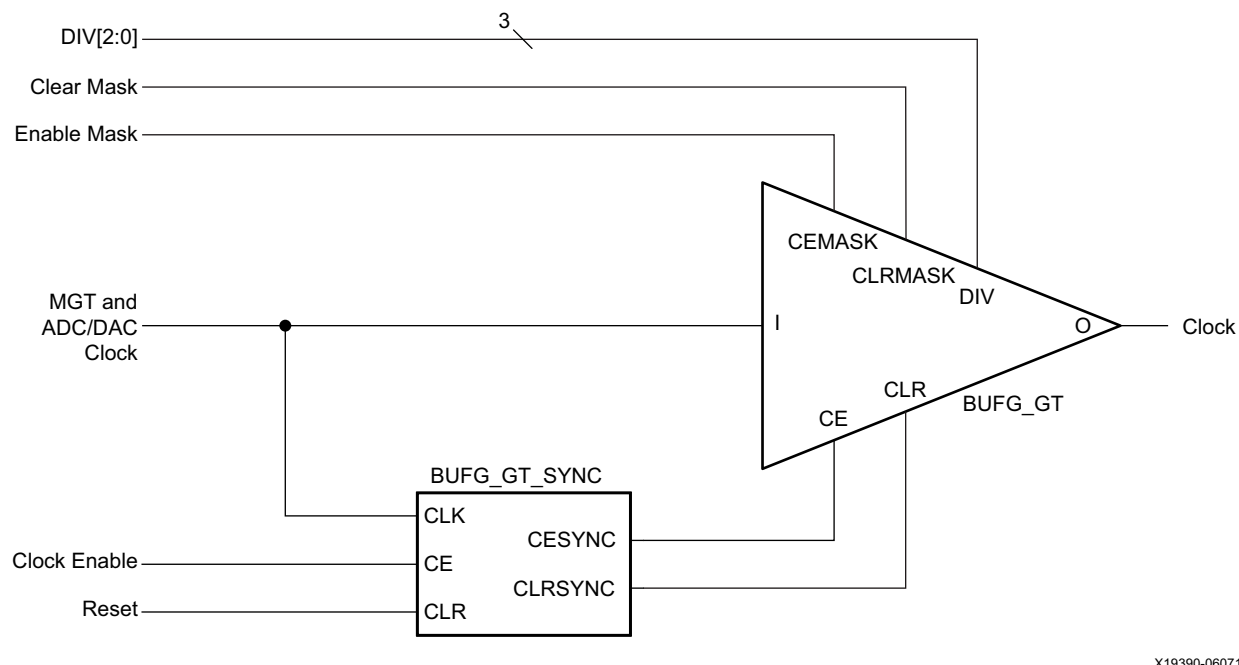 3
DIV[2:0]
Clear Mask
Enable Mask
CEMASK
CLRMASK
DIV
MGT and
ADC/DAC
Clock
I
O
Clock
CLR
BUFG_GT
CE
BUFG_GT_SYNC
CLK
CESYNC
Clock Enable
CE
CLRSYNC
Reset
CLR
X19390-06071